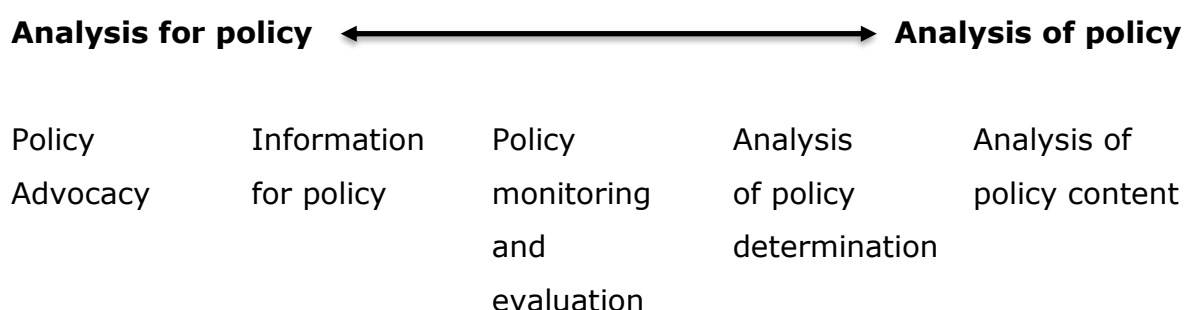 Analysis for policy Analysis of policy
Policy Information Policy Analysis Analysis of
Advocacy for policy monitoring of policy policy content
and determination
evaluation